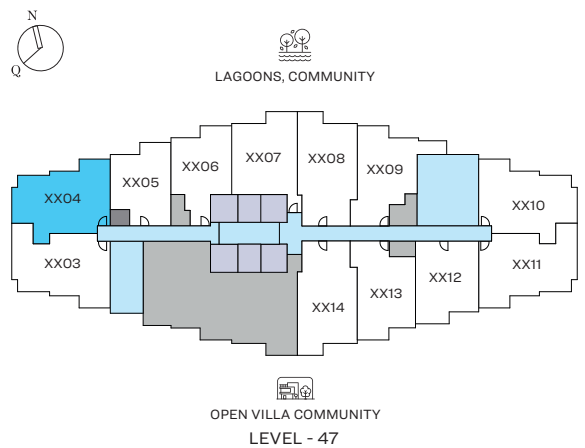 N
Q
LAGOONS, COMMUNITY
XX07
XX08
XX06
XX09
XX05
XX04
XX10
XX03
XX11
XX12
XX13
XX14
OPEN VILLA COMMUNITY
LEVEL - 47